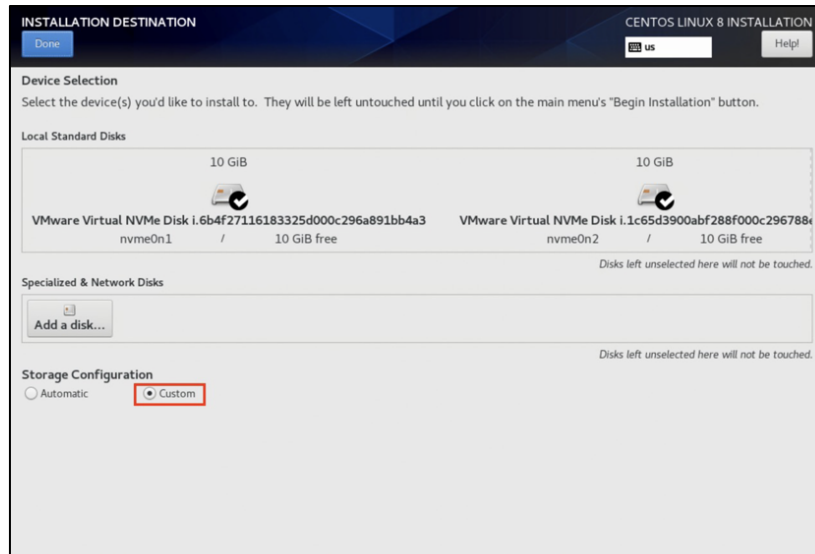 INSTALLATION DESTINATION
CENTOS LINUX 8 INSTALLATION
Done
us
Help!
Device Selection
Select the device(s) you'd like to install to. They will be left untouched until you click on the main menu's "Begin Installation" button.
Local Standard Disks
10 GiB
10 GiB
VMware Virtual NVMe Disk i.6b4f27116183325d000c296a891bb4a3
VMware Virtual NVMe Disk i.1c65d3900abf288f000c296788
nvme0n1 / 10 GiB free
nvme0n2 / 10 GiB free
Disks left unselected here will not be touched.
Specialized & Network Disks
Add a disk...
Disks left unselected here will not be touched.
Storage Configuration
Automatic
Custom